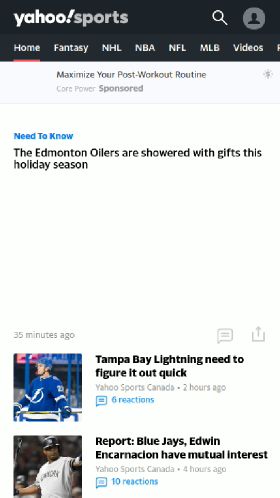 yahoo!sports
Home Fantasy NHL NBA NFL MLB Videos
Maximize Your Post-Workout Routine
Core Power Sponsored
Need To Know
The Edmonton Oilers are showered with gifts this
holiday season
35 minutes ago
Tampa Bay Lightning need to
figure it out quick
Yahoo Sports Canada • 2 hours ago
6 reactions
Report: Blue Jays, Edwin
Encarnacion have mutual interest
Yahoo Sports Canada • 4 hours ago
10 reactions